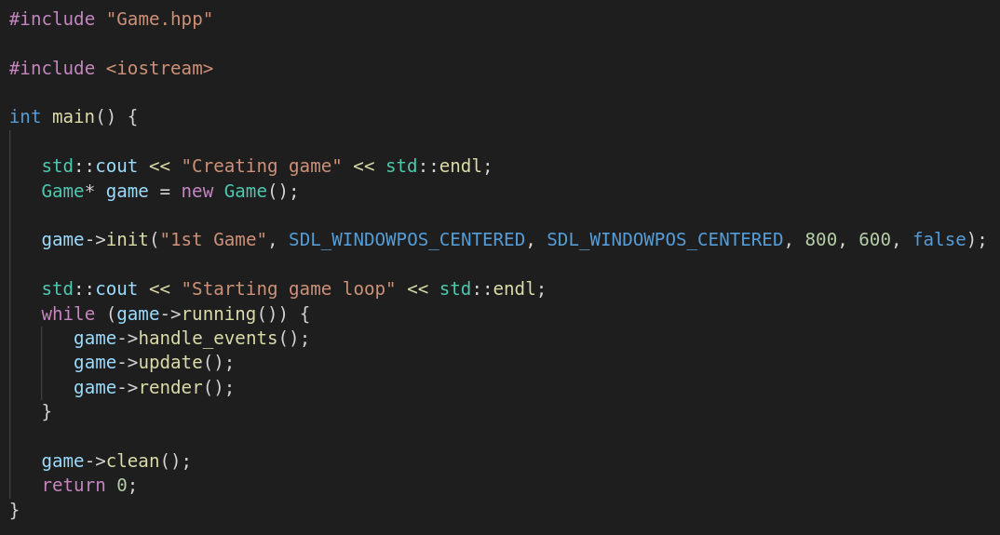 #include "Game.hpp"
#include <iostream>
int main() {
std::cout << "Creating game" << std::endl;
Game* game = new Game();
game->init("1st Game", SDL_WINDOWPOS_CENTERED, SDL_WINDOWPOS_CENTERED, 800, 600, false);
std::cout << "Starting game loop" << std::endl;
while (game->running()) {
game->handle_events();
game->update();
game->render();
}
game->clean();
return 0;
}